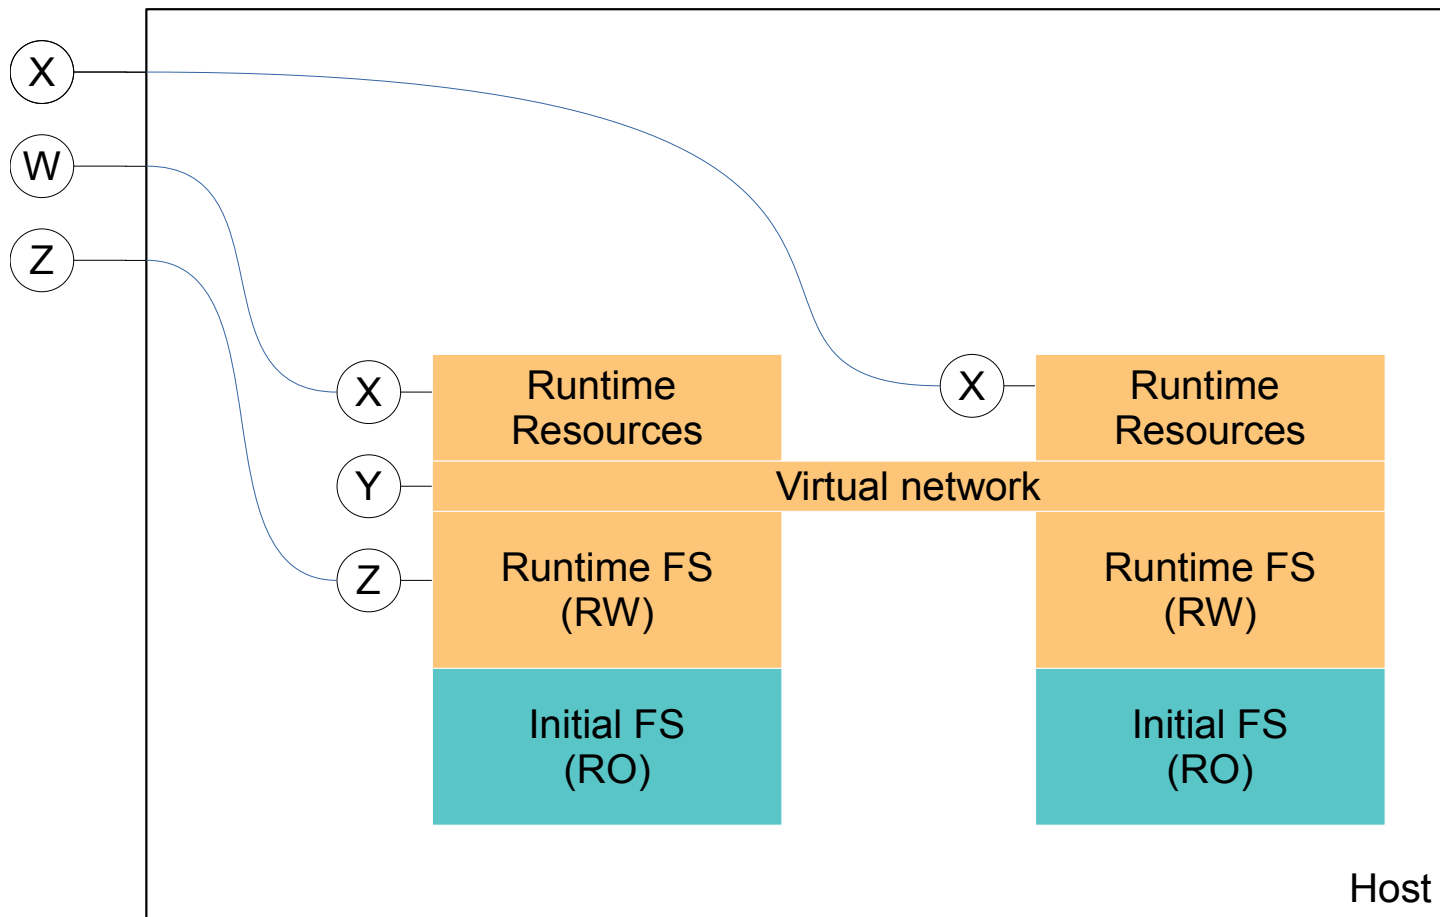 X
W
Z
X
Runtime
Resources
X
Runtime
Resources
Y
Virtual network
Z
Runtime FS
(RW)
Runtime FS
(RW)
Initial FS
(RO)
Initial FS
(RO)
Host